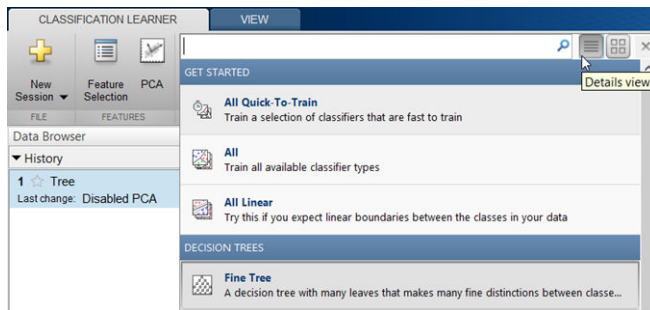 CLASSIFICATION LEARNER
VIEW
New
Session
Feature
Selection
PCA
FILE
FEATURES
Details view
Data Browser
History
1 Tree
Last change: Disabled PCA
GET STARTED
All Quick-To-Train
Train a selection of classifiers that are fast to train
All
Train all available classifier types
All Linear
Try this if you expect linear boundaries between the classes in your data
DECISION TREES
Fine Tree
A decision tree with many leaves that makes many fine distinctions between classe...